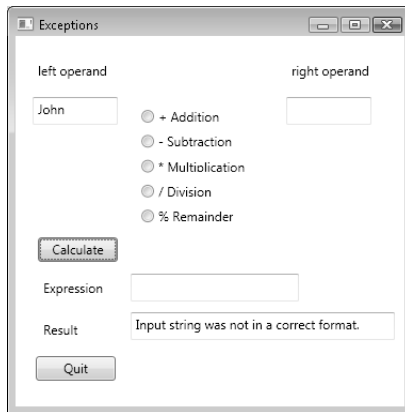 Exceptions
left operand
right operand
John
+ Addition
- Subtraction
* Multiplication
/ Division
% Remainder
Calculate
Expression
Result
Input string was not in a correct format.
Quit